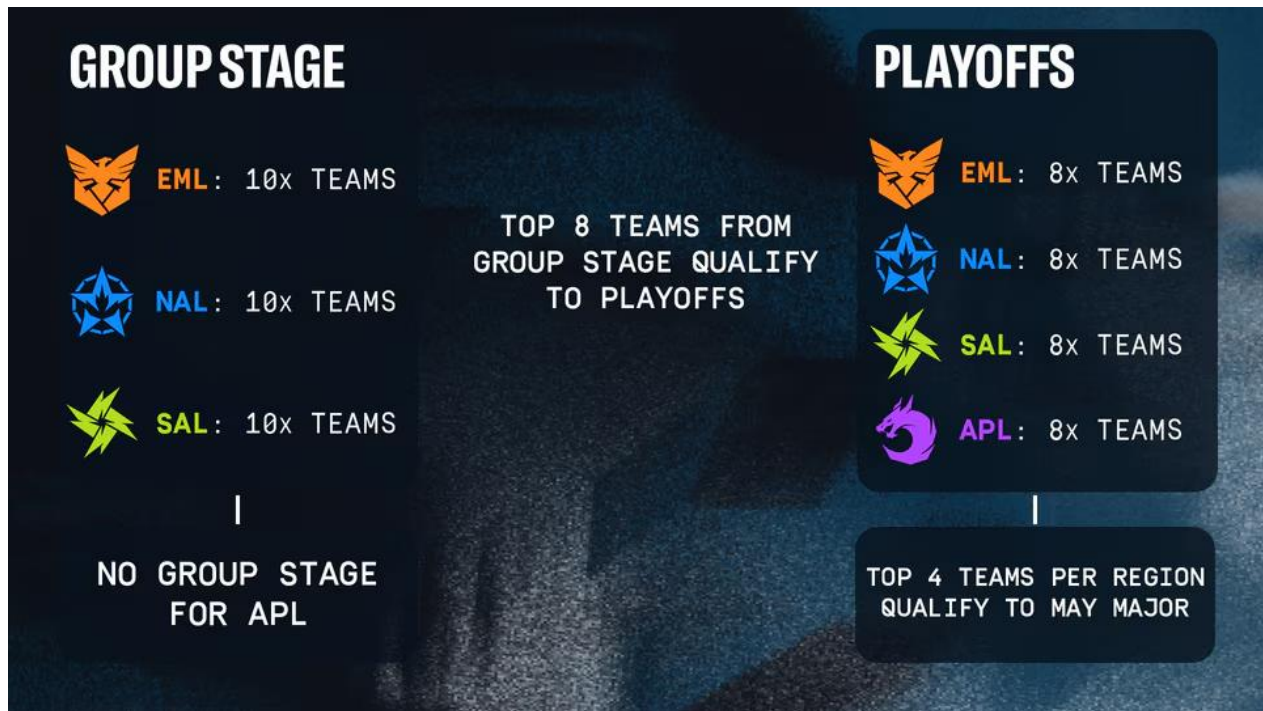 GROUP STAGE
EML: 10x TEAMS
NAL: 10x TEAMS
SAL: 10x TEAMS
NO GROUP STAGE
FOR APL
TOP 8 TEAMS FROM
GROUP STAGE QUALIFY
TO PLAYOFFS
PLAYOFFS
EML: 8x TEAMS
NAL: 8x TEAMS
SAL: 8x TEAMS
APL: 8x TEAMS
TOP 4 TEAMS PER REGION
QUALIFY TO MAY MAJOR